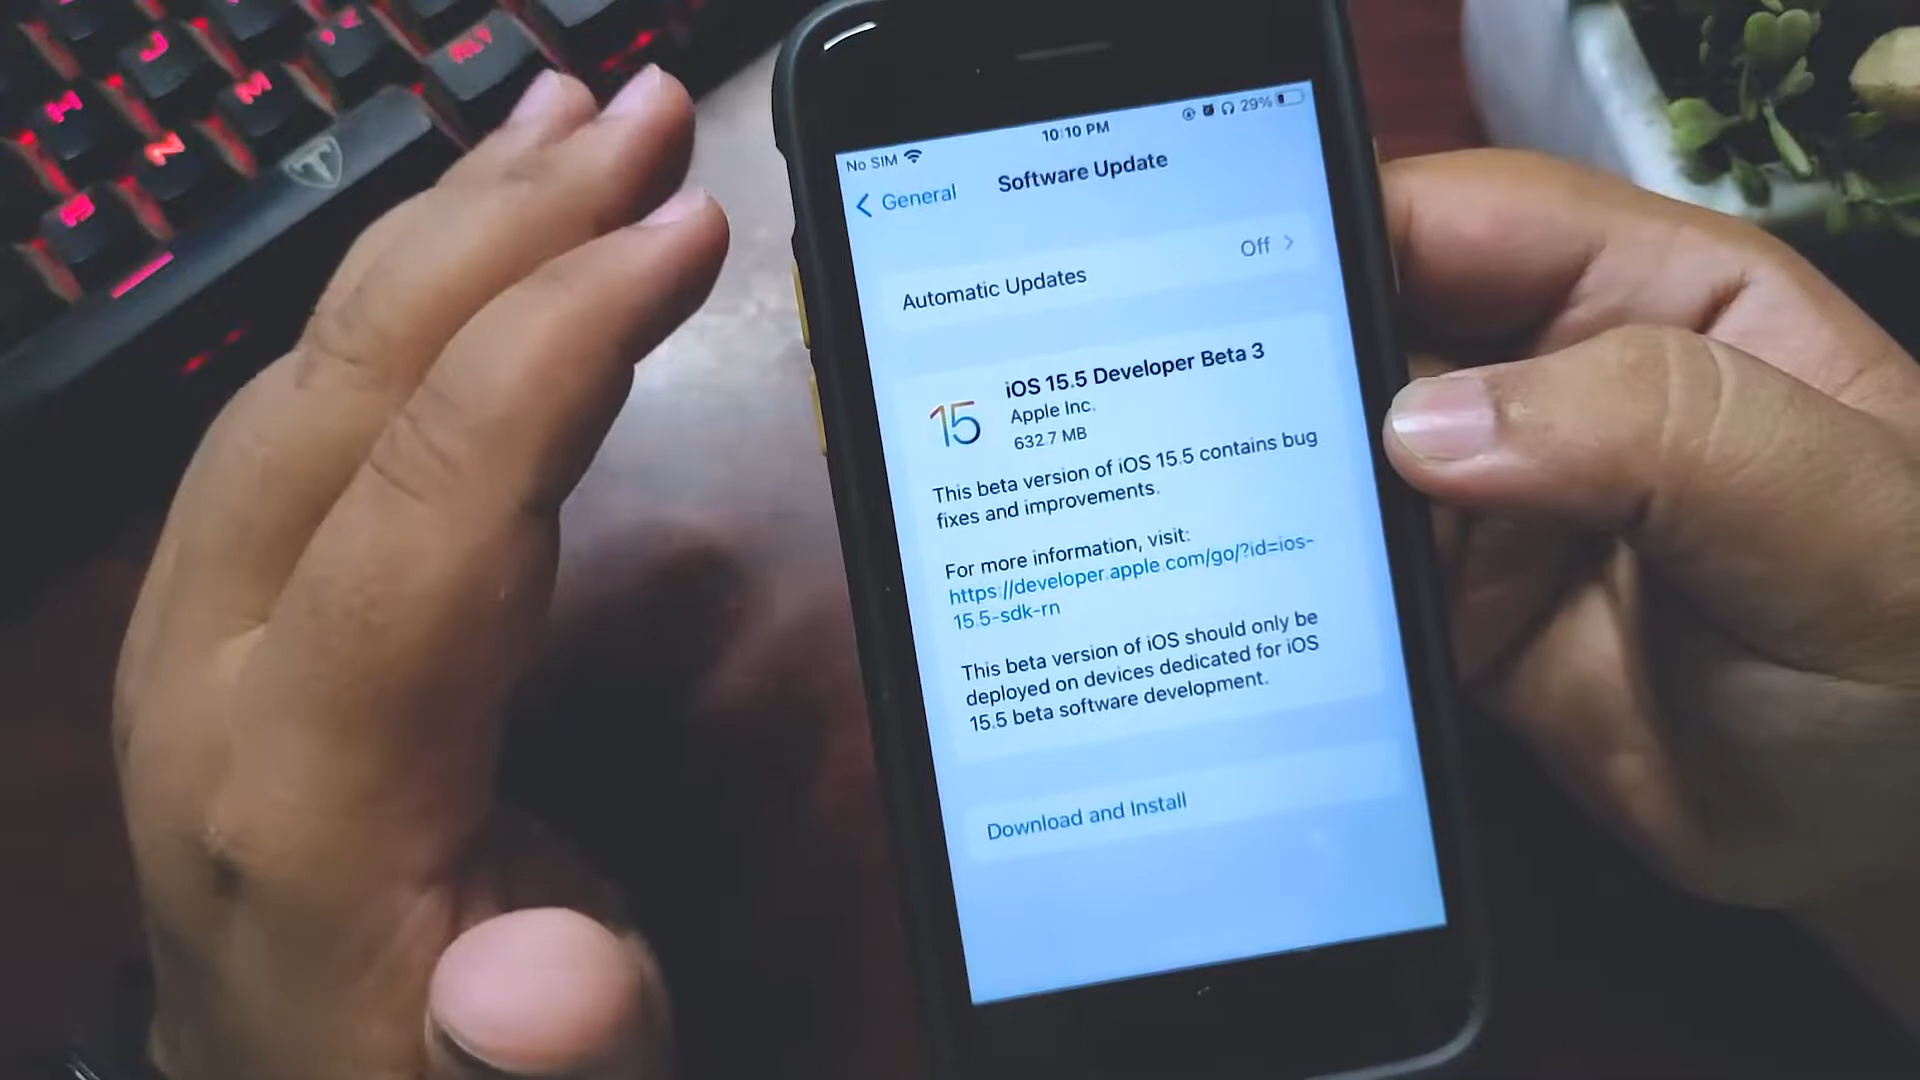 J
ALT
H
M
N
B
No SIM 10:10 PM 29%
General Software Update
Automatic Updates Off
15
iOS 15.5 Developer Beta 3
Apple Inc.
632.7 MB
This beta version of iOS 15.5 contains bug
fixes and improvements.
For more information, visit:
https://developer.apple.com/go/?id=ios-
15.5-sdk-rn
This beta version of iOS should only be
deployed on devices dedicated for iOS
15.5 beta software development.
Download and Install